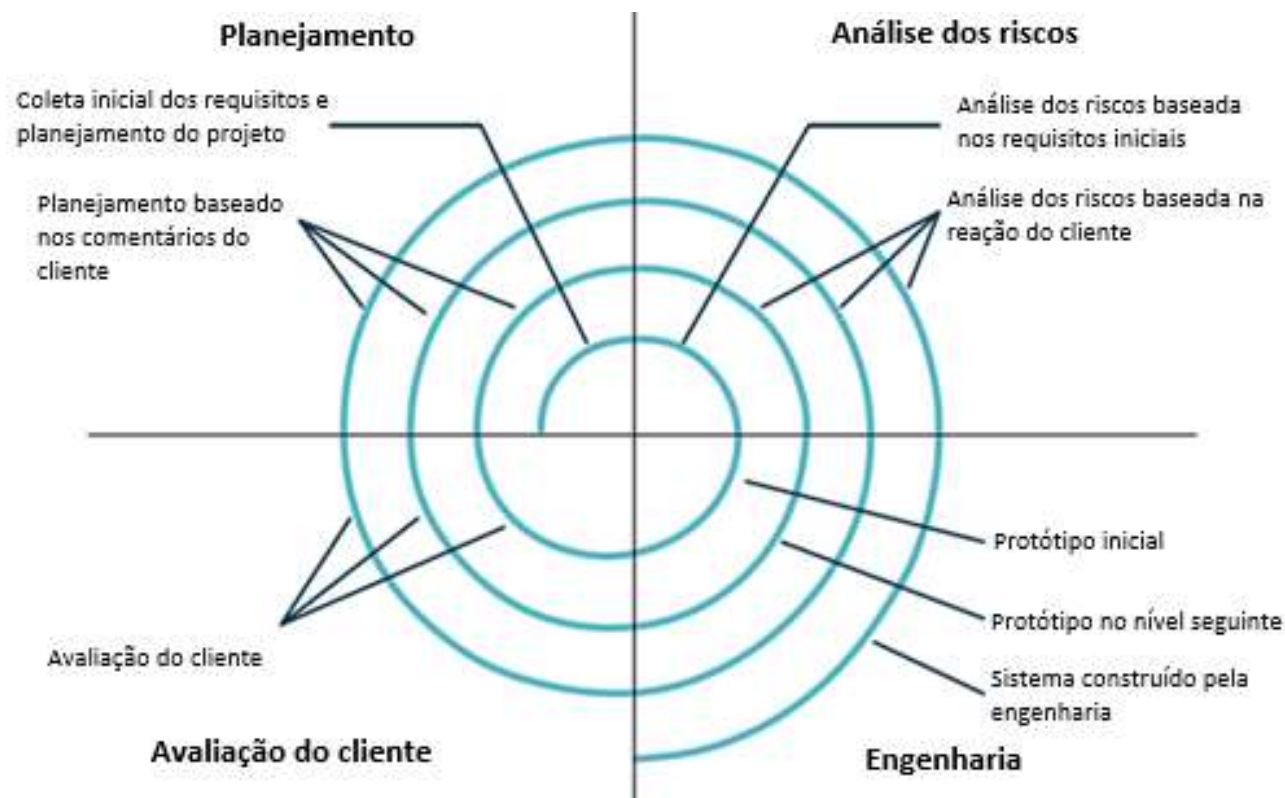 Planejamento
Análise dos riscos
Coleta inicial dos requisitos e
planejamento do projeto
Análise dos riscos baseada
nos requisitos iniciais
Planejamento baseado
nos comentários do
cliente
Análise dos riscos baseada na
reação do cliente
Protótipo inicial
Protótipo no nível seguinte
Avaliação do cliente
Sistema construído pela
engenharia
Avaliação do cliente
Engenharia